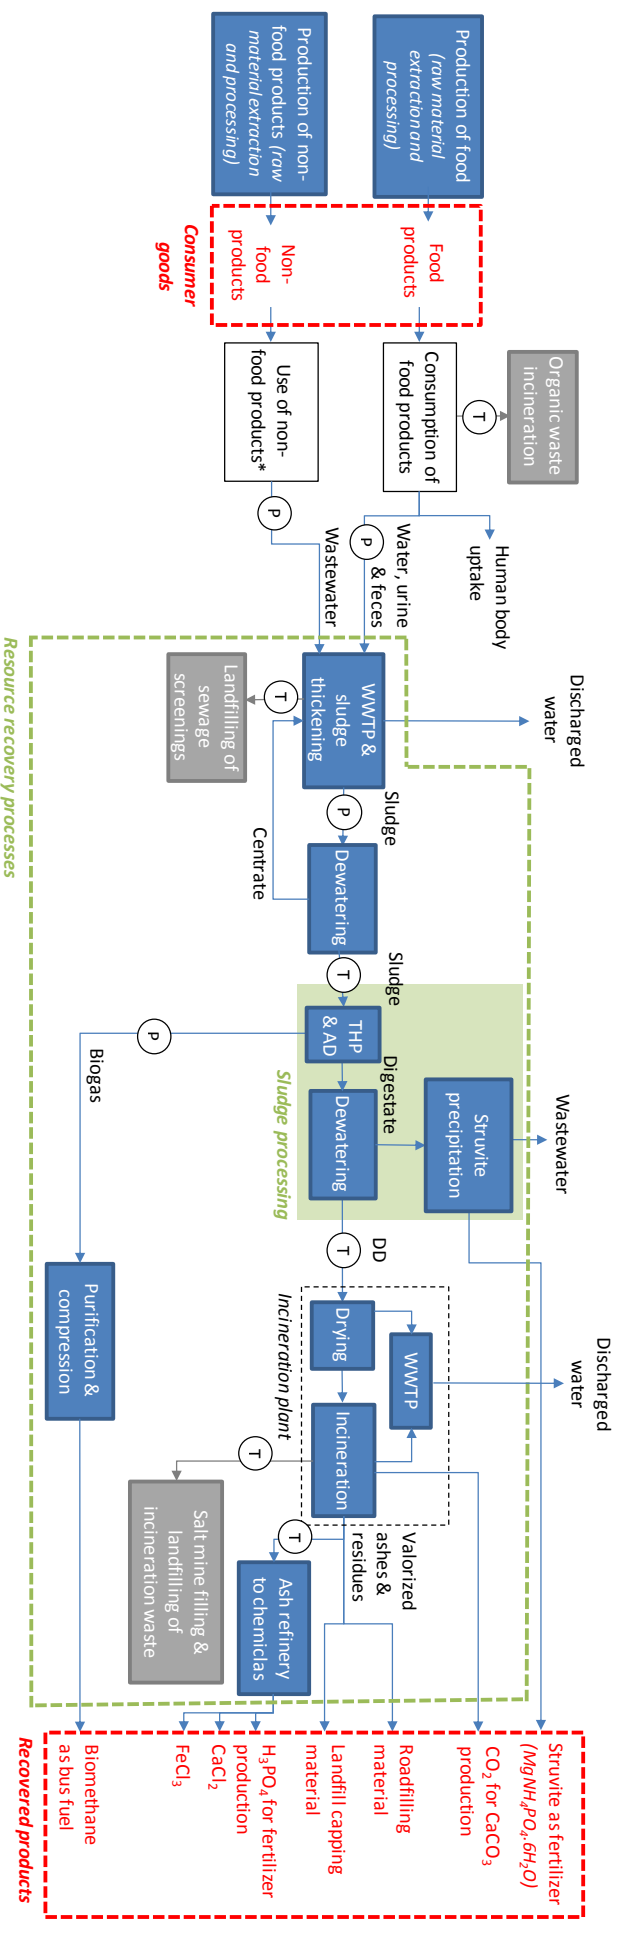 Production of food
(raw material
extraction and
processing)
Production of non-
food products (raw
material extraction
and processing)
Food
products
Non-
food
products
Consumer
goods
Organic waste
incineration
T
Consumption of
food products
Use of non-
food products*
P
P
Human body
uptake
Water, urine
& feces
Wastewater
Discharged
water
WWTP &
sludge
thickening
T
Landfilling of
sewage
screenings
Sludge
P
Dewatering
Centrate
Sludge
T
THP
& AD
Digestate
Dewatering
Struvite
precipitation
Wastewater
Sludge processing
P
Biogas
Purification &
compression
DD
T
Drying
WWTP
Incineration
Incineration plant
Discharged
water
T
Salt mine filling &
landfilling of
incineration waste
Valorized
ashes &
residues
T
Ash refinery
to chemiclas
Resource recovery processes
Struvite as fertilizer
(MgNH₄PO₄.6H₂O)
CO₂ for CaCO₃
production
Roadfilling
material
Landfill capping
material
H₃PO₄ for fertilizer
production
CaCl₂
FeCl₃
Biomethane
as bus fuel
Recovered products